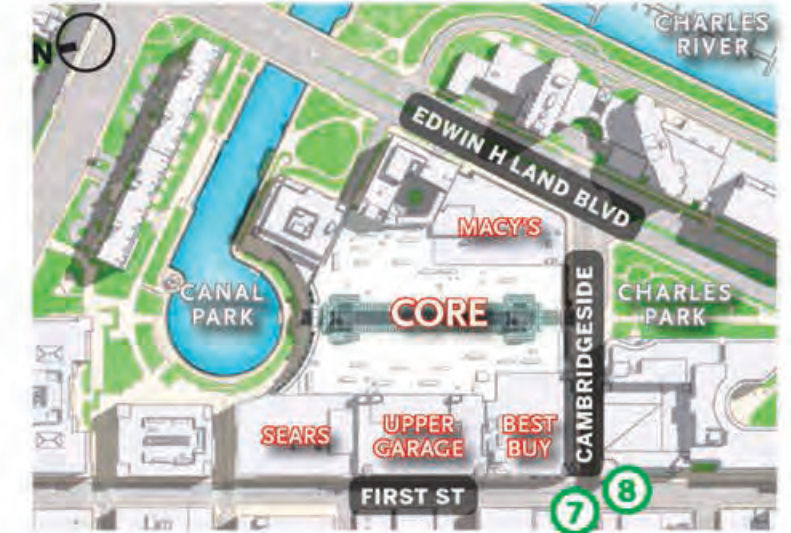 CHARLES
RIVER
N
EDWIN H LAND BLVD
MACY'S
CANAL
PARK
CORE
CAMBRIDGESIDE
CHARLES
PARK
SEARS
UPPER
GARAGE
BEST
BUY
FIRST ST
7
8